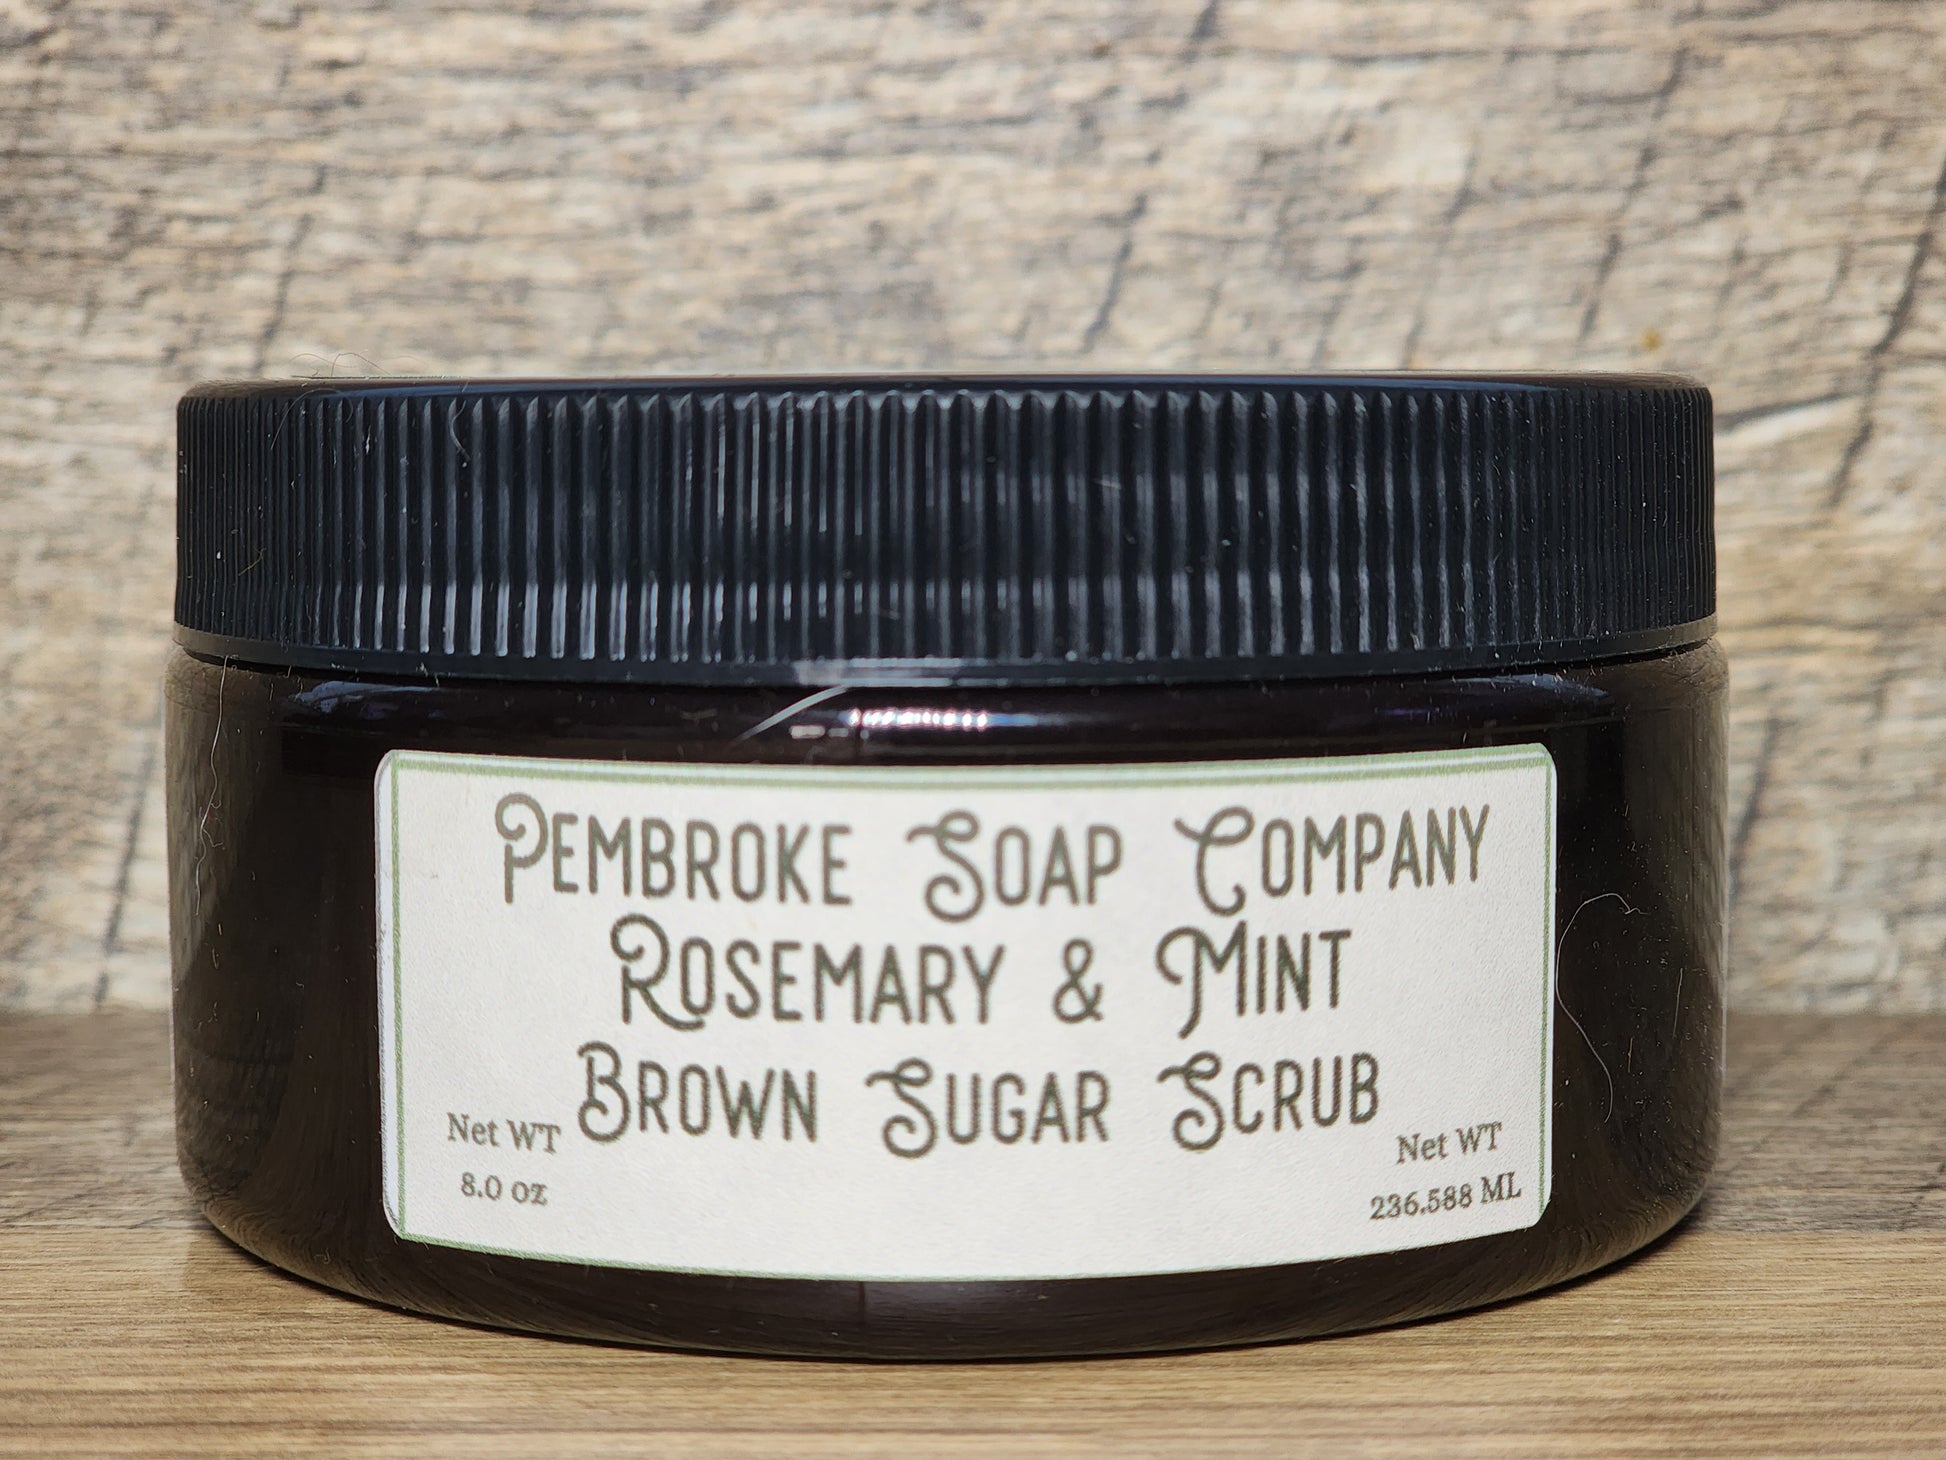 Pembroke Soap Company
Rosemary & Mint
Brown Sugar Scrub
Net WT
8.0 oz
Net WT
236.588 ML